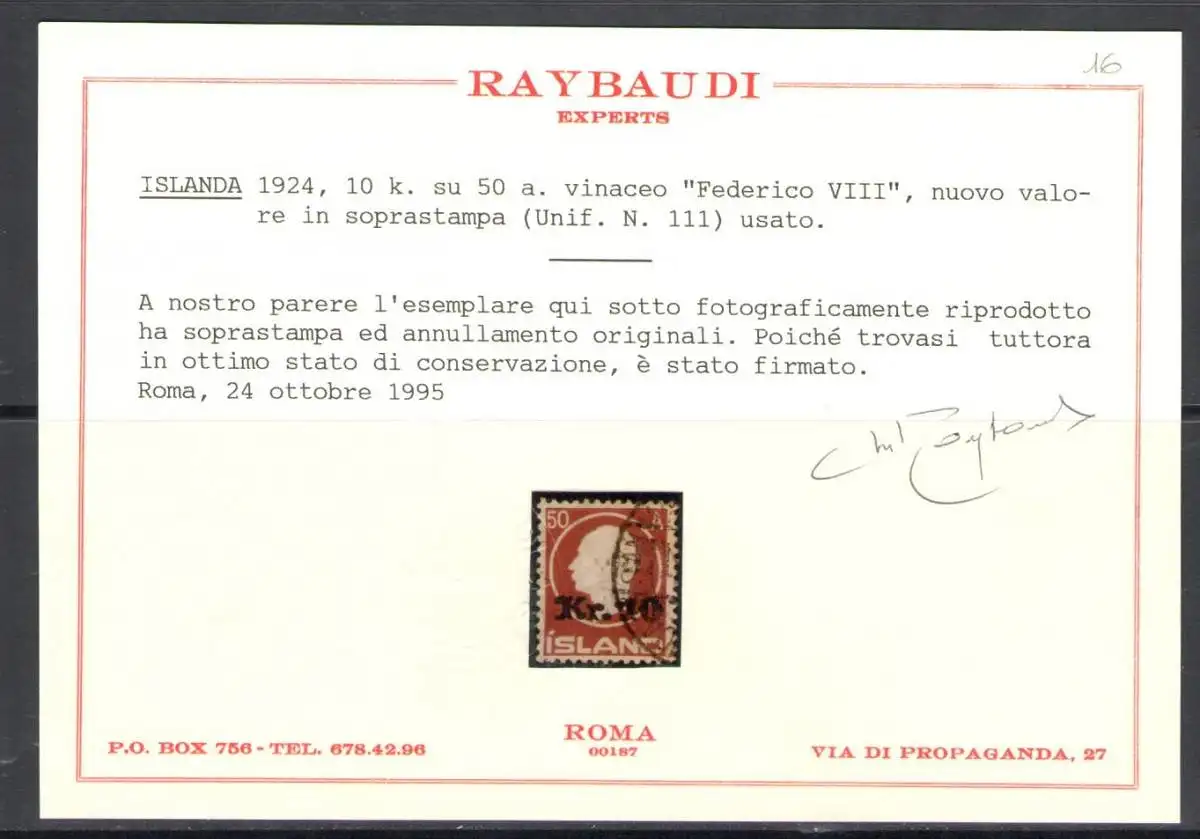 16
RAYBAUDI
EXPERTS
ISLANDA 1924, 10 k. su 50 a. vinaceo "Federico VIII", nuovo valo-
re in soprastampa (Unif. N. 111) usato.
A nostro parere l'esemplare qui sotto fotograficamente riprodotto
ha soprastampa ed annullamento originali. Poiché trovasi tuttora
in ottimo stato di conservazione, è stato firmato.
Roma, 24 ottobre 1995
50 A
Kr. 10
ÍSLAND
ROMA
00187
P.O. BOX 756 - TEL. 678.42.96
VIA DI PROPAGANDA, 27